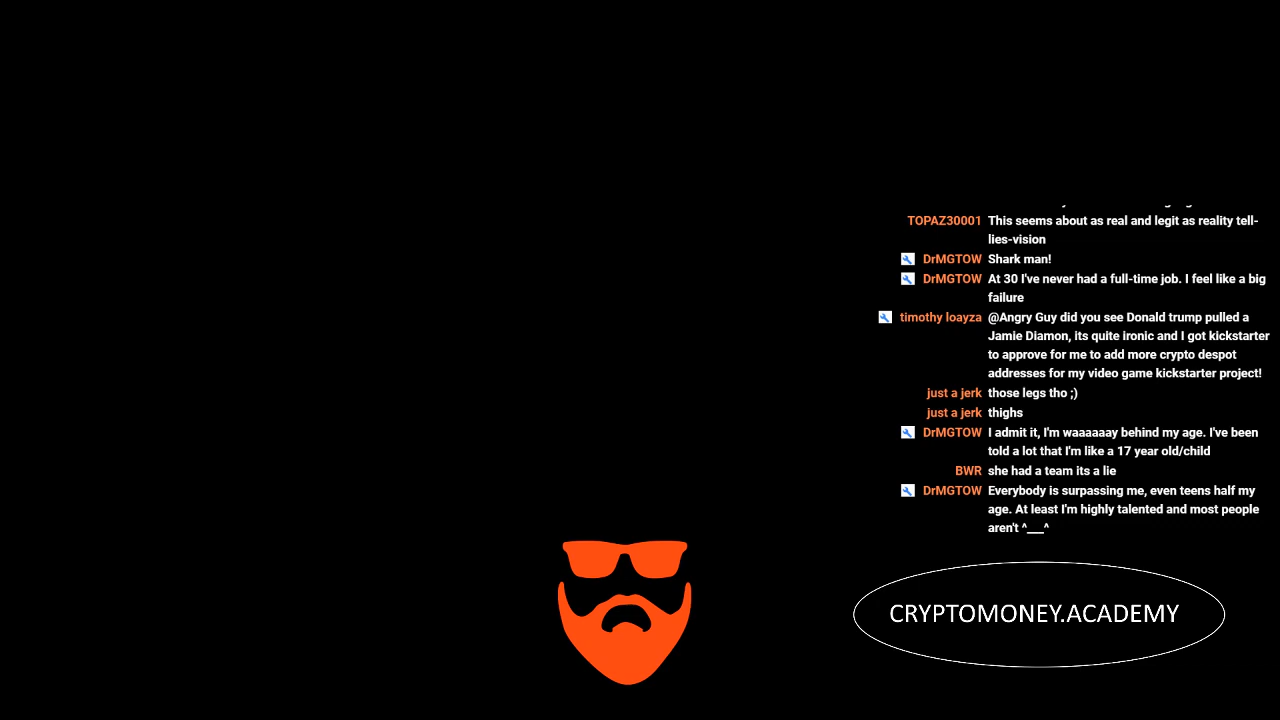 TOPAZ30001 This seems about as real and legit as reality tell-
lies-vision
DrMGTOW Shark man!
DrMGTOW At 30 I've never had a full-time job. I feel like a big
failure
timothy loayza @Angry Guy did you see Donald trump pulled a
Jamie Diamon, its quite ironic and I got kickstarter
to approve for me to add more crypto despot
addresses for my video game kickstarter project!
just a jerk those legs tho ;)
just a jerk thighs
DrMGTOW I admit it, I'm waaaaaay behind my age. I've been
told a lot that I'm like a 17 year old/child
BWR she had a team its a lie
DrMGTOW Everybody is surpassing me, even teens half my
age. At least I'm highly talented and most people
aren't ^___^
CRYPTOMONEY.ACADEMY